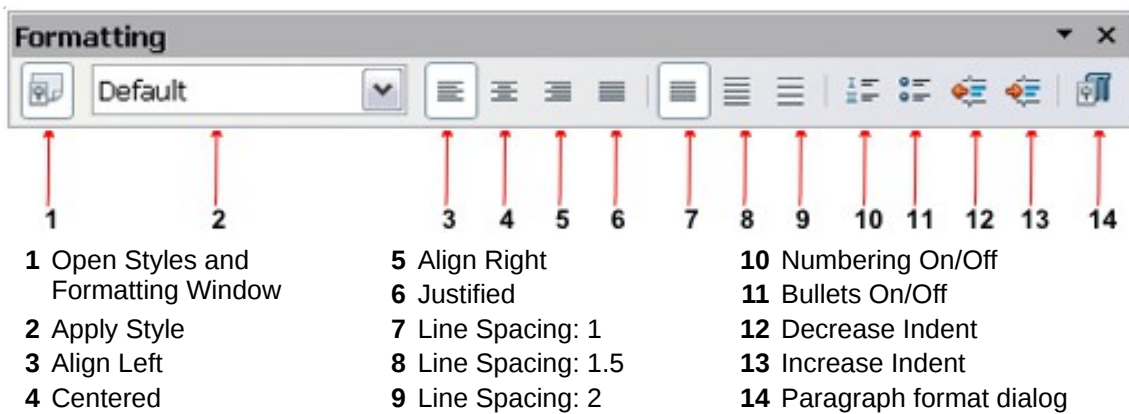 Formatting
Default
1 2 3 4 5 6 7 8 9 10 11 12 13 14
1 Open Styles and
Formatting Window
2 Apply Style
3 Align Left
4 Centered
5 Align Right
6 Justified
7 Line Spacing: 1
8 Line Spacing: 1.5
9 Line Spacing: 2
10 Numbering On/Off
11 Bullets On/Off
12 Decrease Indent
13 Increase Indent
14 Paragraph format dialog